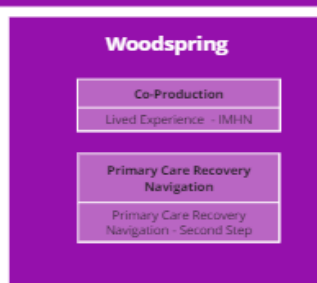 Woodspring
Co-Production
Lived Experience - IMHN
Primary Care Recovery
Navigation
Primary Care Recovery
Navigation - Second Step